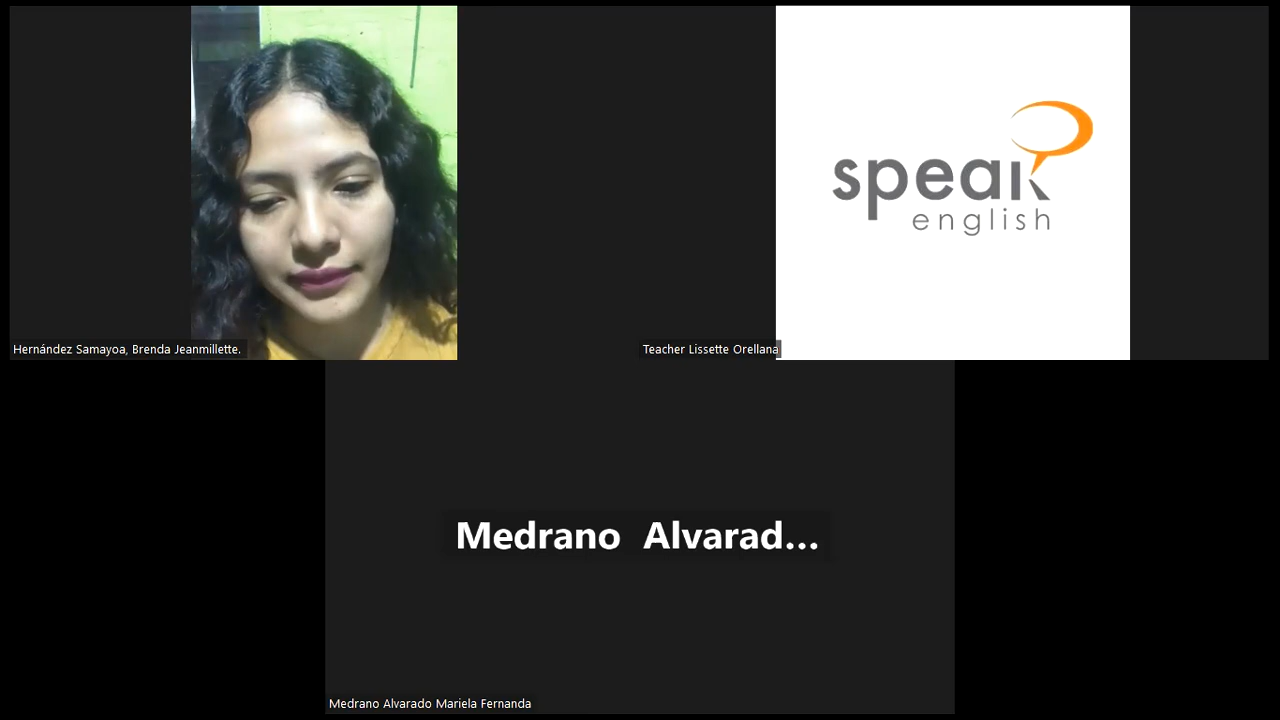 speak
english
Hernández Samayoa, Brenda Jeanmillette.
Teacher Lissette Orellana
Medrano  Alvarad...
Medrano Alvarado Mariela Fernanda